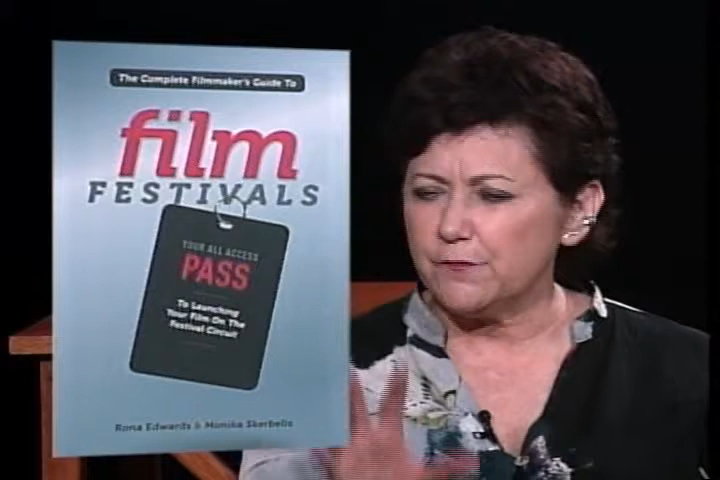 The Complete Filmmaker's Guide To
film
FESTIVALS
YOUR ALL ACCESS
PASS
To Launching
Your Film On The
Festival Circuit
Rona Edwards & Monika Skerbelis